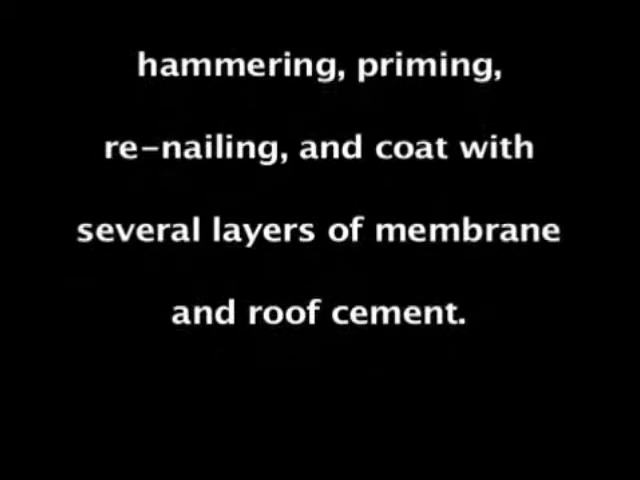 hammering, priming,
re-nailing, and coat with
several layers of membrane
and roof cement.